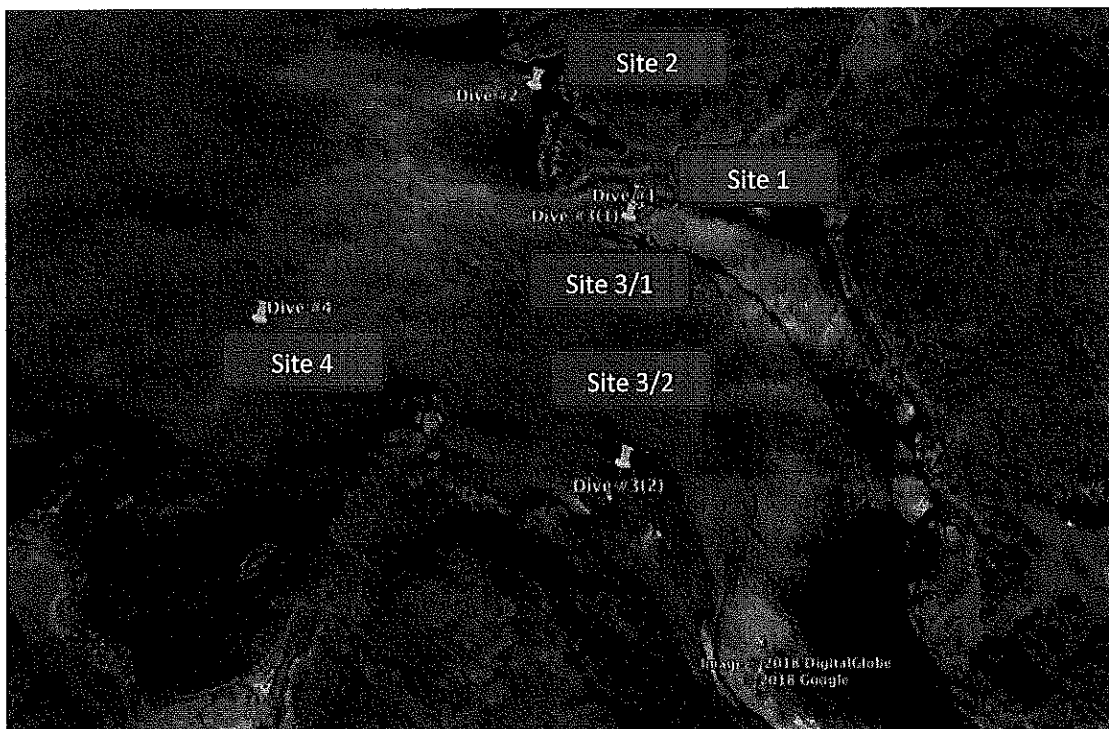 Site 2
Dive #2
Site 1
Dive #1
Dive #3(1)
Site 3/1
Dive #4
Site 4
Site 3/2
Dive #3(2)
Image © 2018 DigitalGlobe
© 2018 Google